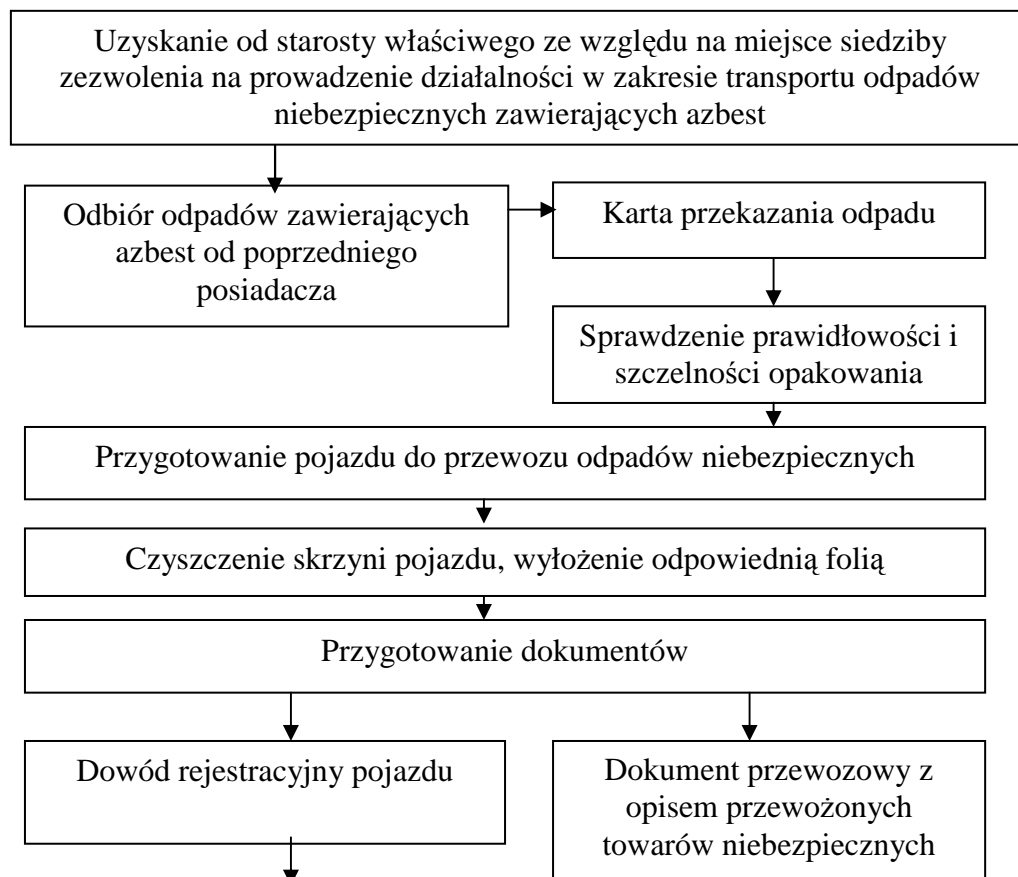 Uzyskanie od starosty właściwego ze względu na miejsce siedziby
zezwolenia na prowadzenie działalności w zakresie transportu odpadów
niebezpiecznych zawierających azbest
Odbiór odpadów zawierających
azbest od poprzedniego
posiadacza
Karta przekazania odpadu
Sprawdzenie prawidłowości i
szczelności opakowania
Przygotowanie pojazdu do przewozu odpadów niebezpiecznych
Czyszczenie skrzyni pojazdu, wyłożenie odpowiednią folią
Przygotowanie dokumentów
Dowód rejestracyjny pojazdu
Dokument przewozowy z
opisem przewożonych
towarów niebezpiecznych